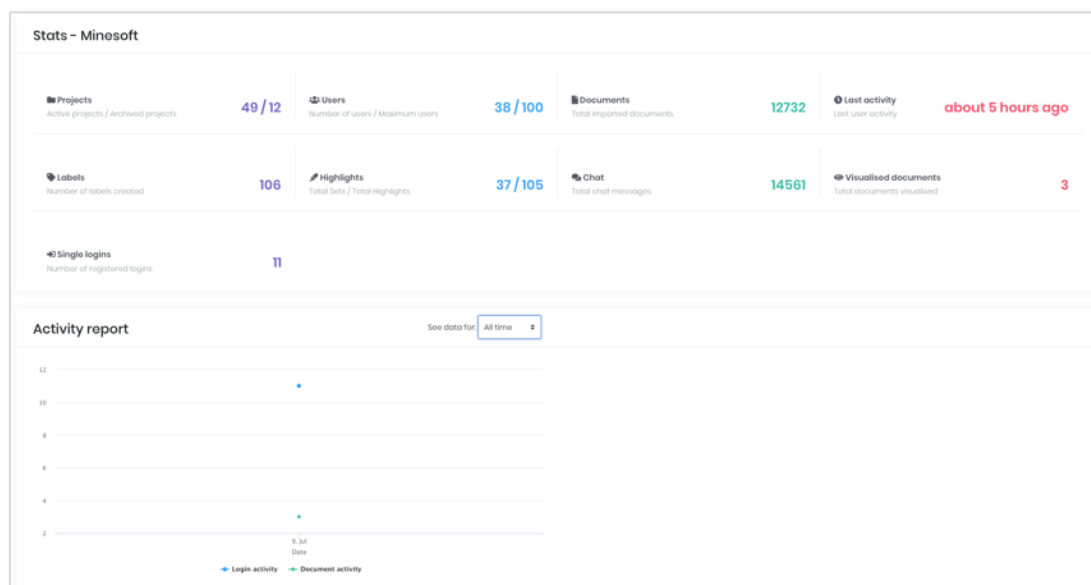 Stats - Minesoft
Projects
Active projects / Archived projects
49 / 12
Users
Number of users / Maximum users
38 / 100
Documents
Total imported documents
12732
Last activity
Last user activity
about 5 hours ago
Labels
Number of labels created
106
Highlights
Total Sets / Total Highlights
37 / 105
Chat
Total chat messages
14561
Visualised documents
Total documents visualised
3
Single logins
Number of registered logins
11
Activity report
See data for: All time
12
10
8
6
4
2
9. Jul
Date
Login activity Document activity